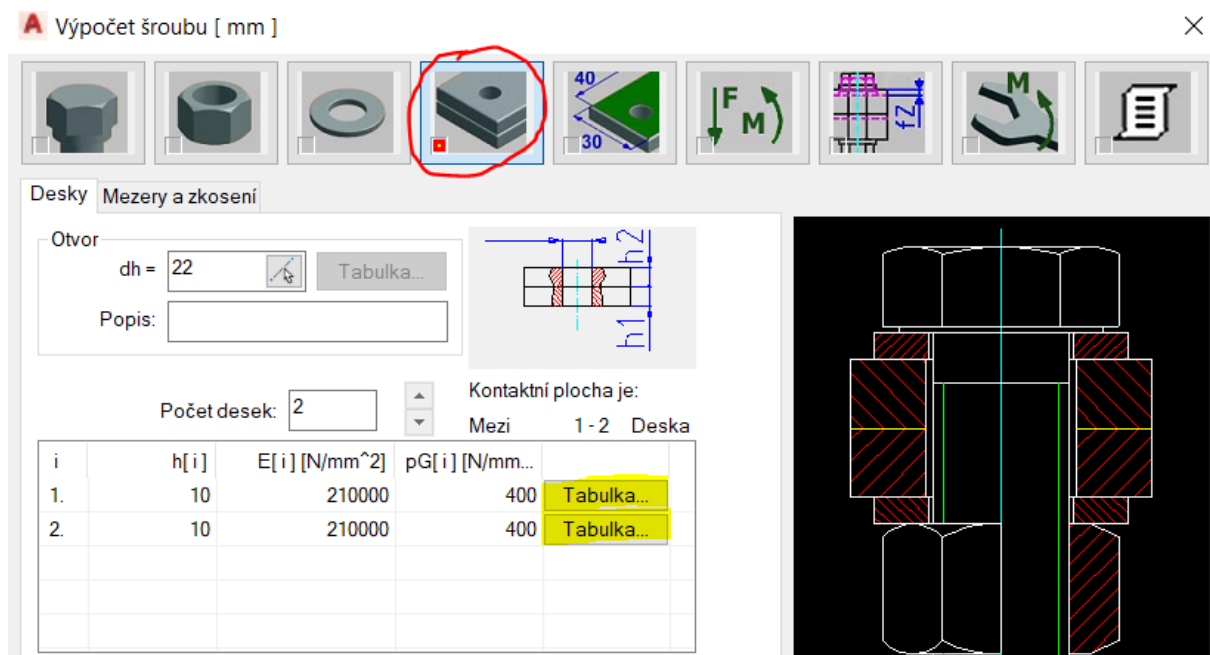 A Výpočet šroubu [ mm ]
40
30
F
M
fZ
M
Desky Mezery a zkosení
Otvor
dh = 22 Tabulka...
Popis:
h2
h1
Počet desek: 2
Kontaktní plocha je:
Mezi 1 - 2 Deska
i h[ i ] E[ i ] [N/mm^2] pG[ i ] [N/mm...
1. 10 210000 400 Tabulka...
2. 10 210000 400 Tabulka...